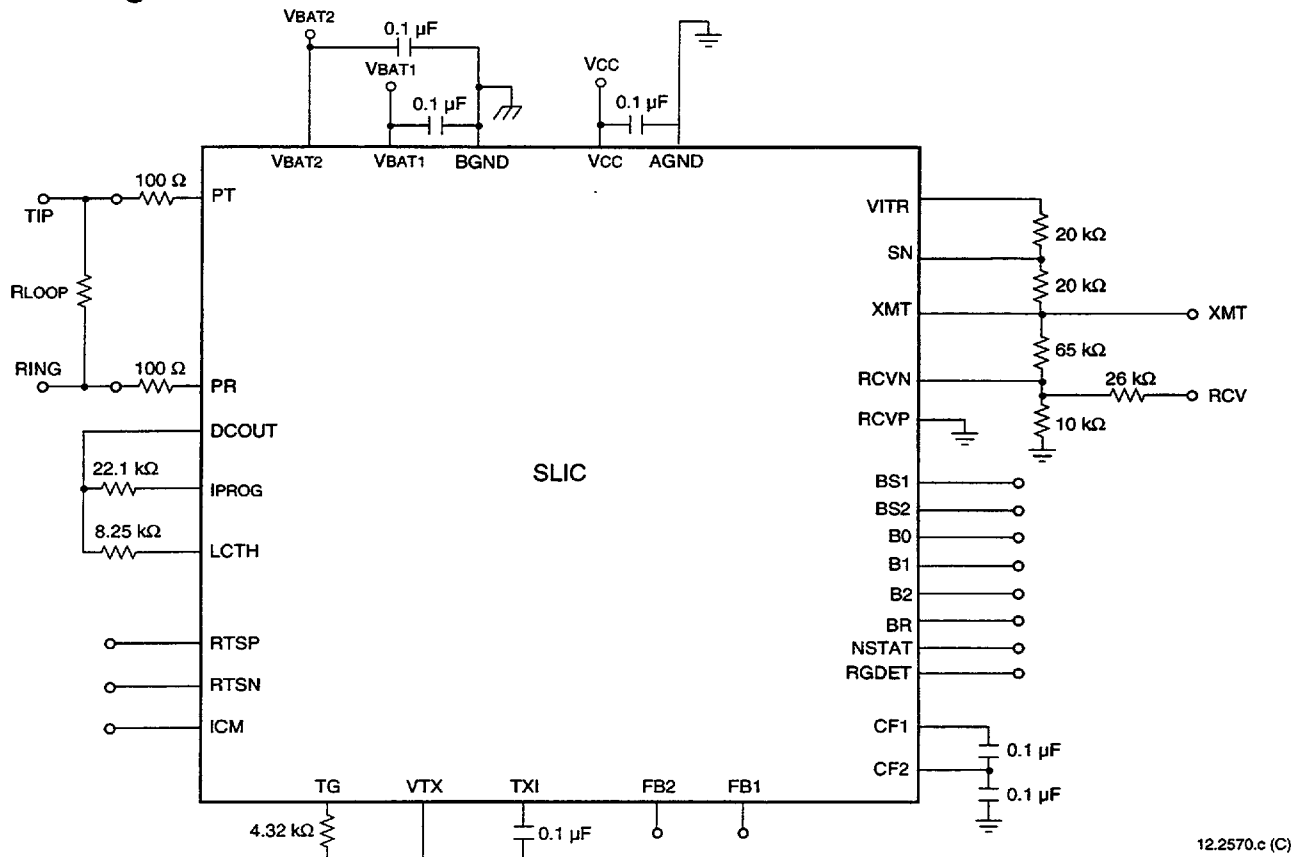 VBAT2
0.1 µF
VBAT1
0.1 µF
VCC
0.1 µF
VBAT2
VBAT1
BGND
VCC
AGND
100 Ω
PT
TIP
RLOOP
RING
100 Ω
PR
DCOUT
22.1 kΩ
IPROG
8.25 kΩ
LCTH
RTSP
RTSN
ICM
SLIC
VITR
20 kΩ
SN
20 kΩ
XMT
XMT
65 kΩ
RCVN
26 kΩ
RCV
RCVP
10 kΩ
BS1
BS2
B0
B1
B2
BR
NSTAT
RGDET
CF1
0.1 µF
CF2
0.1 µF
TG
VTX
TXI
FB2
FB1
4.32 kΩ
0.1 µF
12.2570.c (C)